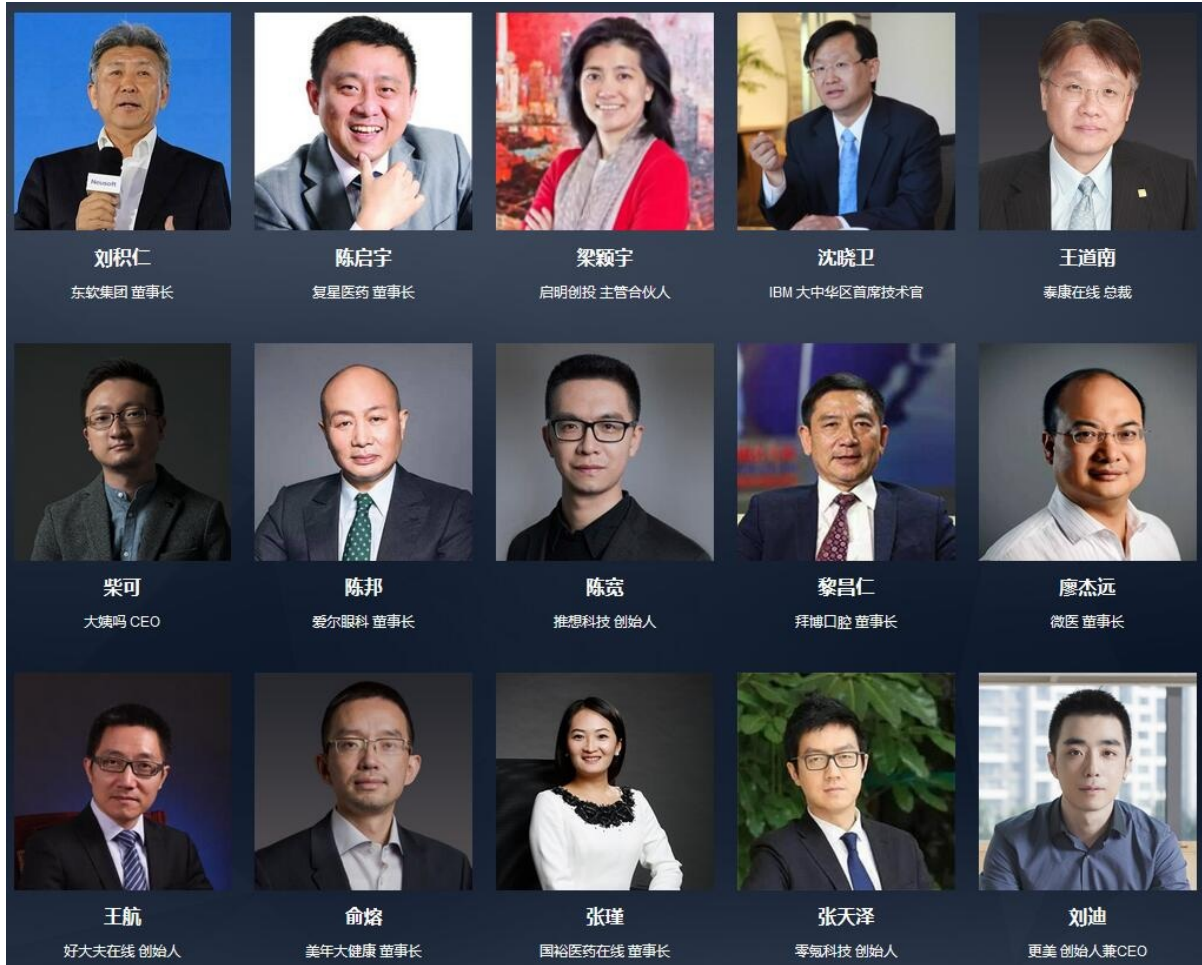 Neusoft
刘积仁 陈启宇 梁颖宇 沈晓卫 王道南
东软集团 董事长 复星医药 董事长 启明创投 主管合伙人 IBM 大中华区首席技术官 泰康在线 总裁
柴可 陈邦 陈宽 黎昌仁 廖杰远
大姨吗 CEO 爱尔眼科 董事长 推想科技 创始人 拜博口腔 董事长 微医 董事长
王航 俞熔 张瑾 张天泽 刘迪
好大夫在线 创始人 美年大健康 董事长 国裕医药在线 董事长 零氪科技 创始人 更美 创始人兼CEO